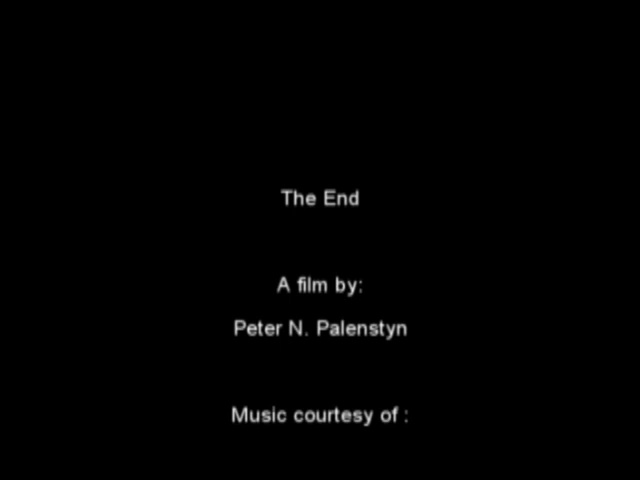 The End
A film by:
Peter N. Palenstyn
Music courtesy of :